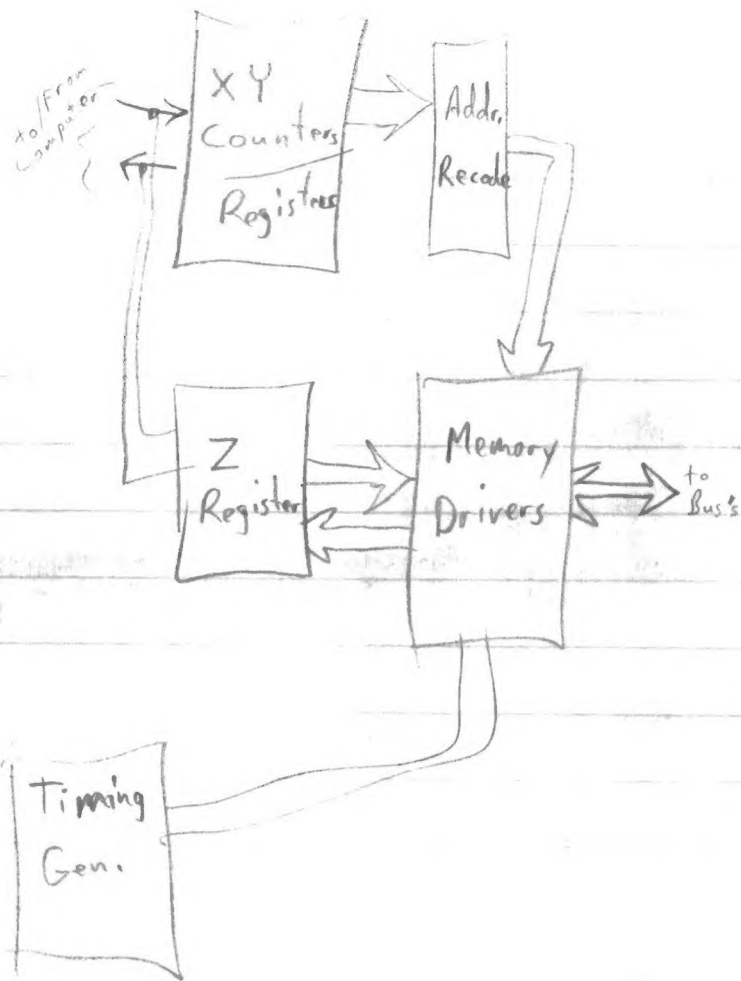 to/From
Computer
XY
Counters
Registers
Addr.
Recode
Z
Register
Memory
Drivers
to
Bus's
Timing
Gen.